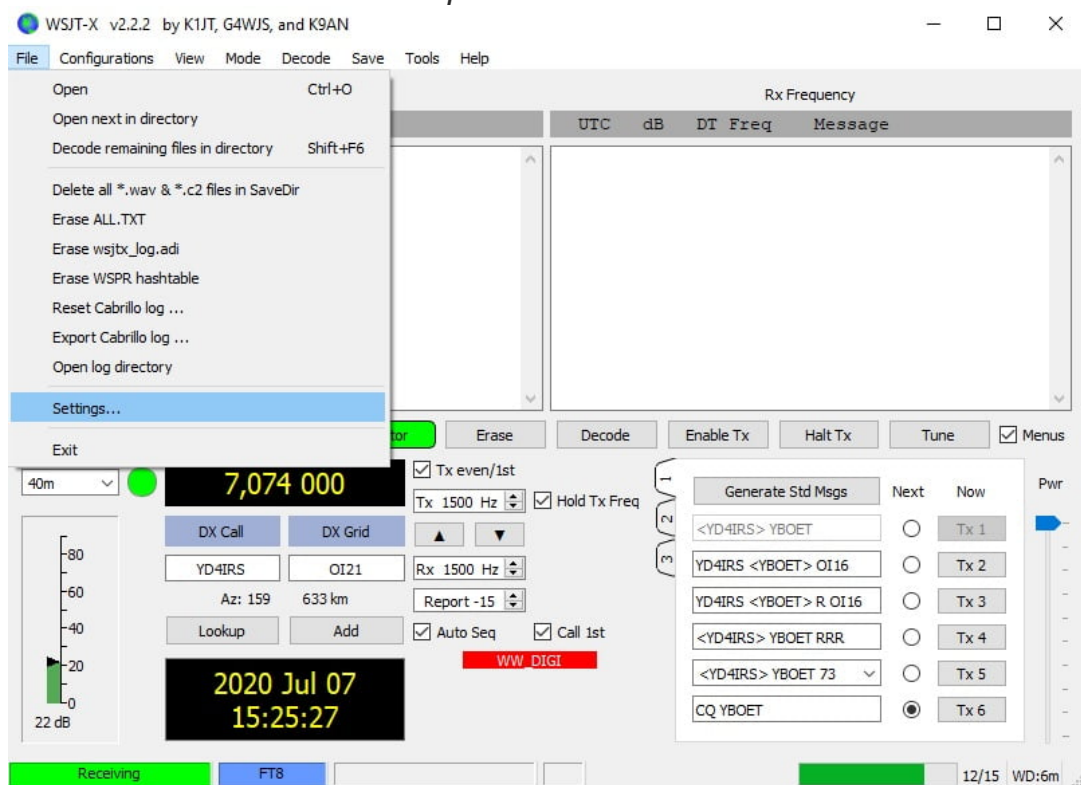 WSJT-X v2.2.2 by K1JT, G4WJS, and K9AN
File Configurations View Mode Decode Save Tools Help
Open Ctrl+O
Open next in directory
Decode remaining files in directory Shift+F6
Delete all *.wav & *.c2 files in SaveDir
Erase ALL.TXT
Erase wsjtx_log.adi
Erase WSPR hashtable
Reset Cabrillo log ...
Export Cabrillo log ...
Open log directory
Settings...
Exit
Rx Frequency
UTC dB DT Freq Message
tor Erase Decode Enable Tx Halt Tx Tune Menus
40m
7,074 000
Tx even/1st
Tx 1500 Hz Hold Tx Freq
DX Call DX Grid
YD4IRS OI21
Rx 1500 Hz
Az: 159 633 km
Report -15
Lookup Add
Auto Seq Call 1st
WW_DIGI
2020 Jul 07
15:25:27
-80
-60
-40
-20
-0
22 dB
1
2
3
Generate Std Msgs Next Now
<YD4IRS> YB0ET Tx 1
YD4IRS <YB0ET> OI16 Tx 2
YD4IRS <YB0ET> R OI16 Tx 3
<YD4IRS> YB0ET RRR Tx 4
<YD4IRS> YB0ET 73 Tx 5
CQ YB0ET Tx 6
Pwr
Receiving FT8 12/15 WD:6m